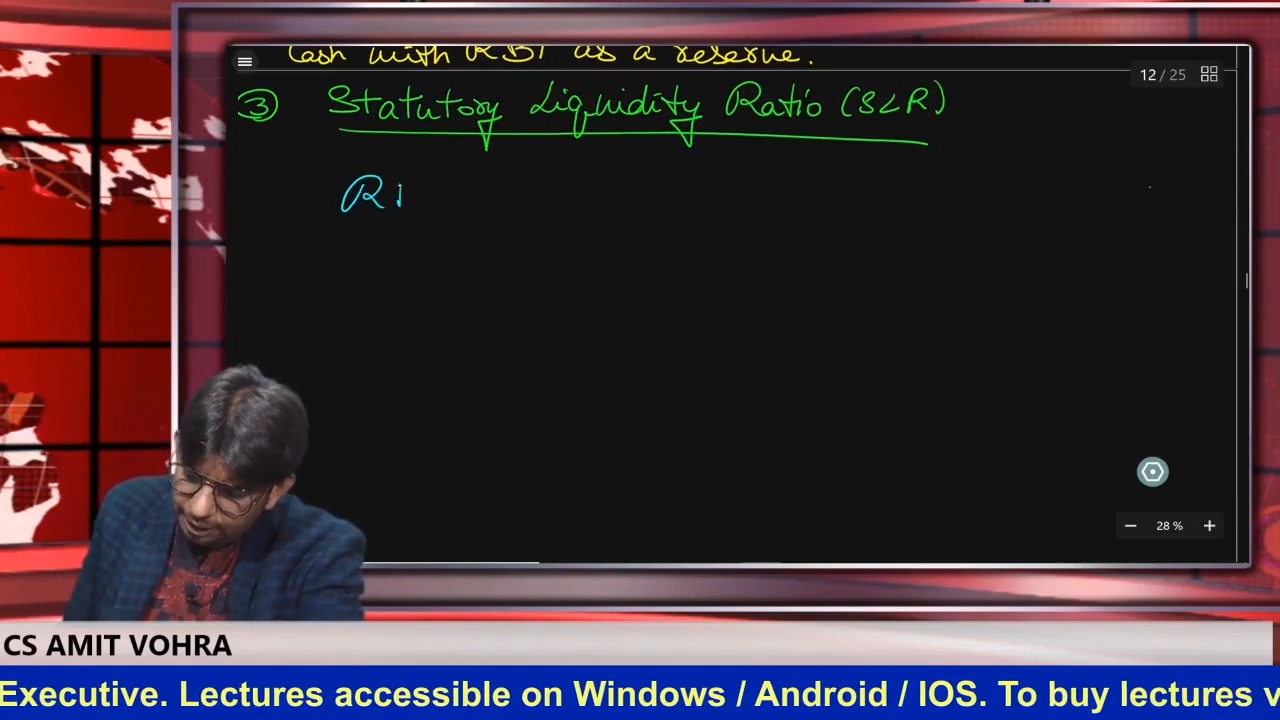 Cash with RBI as a reserve.
12 / 25
③ Statutory Liquidity Ratio (SLR)
R
28 %
CS AMIT VOHRA
Executive. Lectures accessible on Windows / Android / IOS. To buy lectures v